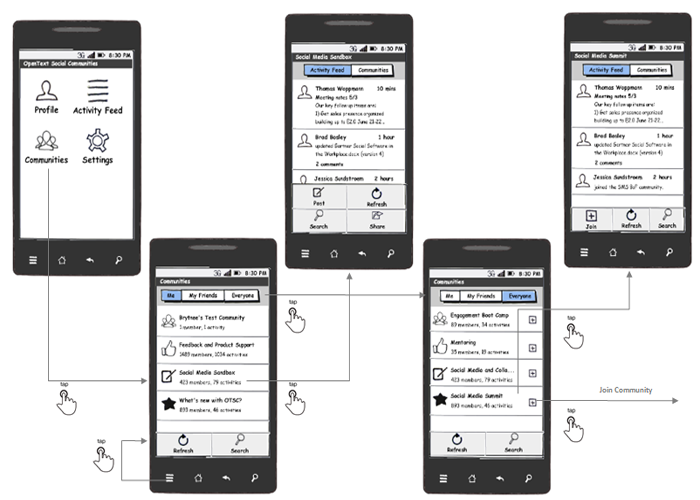 3G 8:30 PM
OpenText Social Communities
Profile
Activity Feed
Communities
Settings
3G 8:30 PM
Social Media Sandbox
Activity Feed
Communities
Thomas Woppmann 10 mins
Meeting notes 5/3
Our key follow up items are:
1) Get sales presence organized
building up to E2.0 June 21-22...
Brad Bosley 1 hour
updated Gartner Social Software in
the Workplace.docx (version 4)
2 comments
Jessica Sandstroem 2 hours
Post
Refresh
Search
Share
3G 8:30 PM
Social Media Summit
Activity Feed
Communities
Thomas Woppmann 10 mins
Meeting notes 5/3
Our key follow up items are:
1) Get sales presence organized
building up to E2.0 June 21-22...
Brad Bosley 1 hour
updated Gartner Social Software in
the Workplace.docx (version 4)
2 comments
Jessica Sandstroem 2 hours
joined the SMS BoF community.
Join
Refresh
Search
3G 8:30 PM
Communities
Me
My Friends
Everyone
Brytnee's Test Community
1 member, 1 activity
Feedback and Product Support
1489 members, 1014 activities
Social Media Sandbox
423 members, 79 activities
What's new with OTSC?
893 members, 46 activities
Refresh
Search
3G 8:30 PM
Communities
Me
My Friends
Everyone
Engagement Boot Camp
83 members, 34 activities
Mentoring
35 members, 19 activities
Social Media and Colla...
423 members, 79 activities
Social Media Summit
893 members, 46 activities
Refresh
Search
tap
tap
tap
tap
tap
tap
Join Community